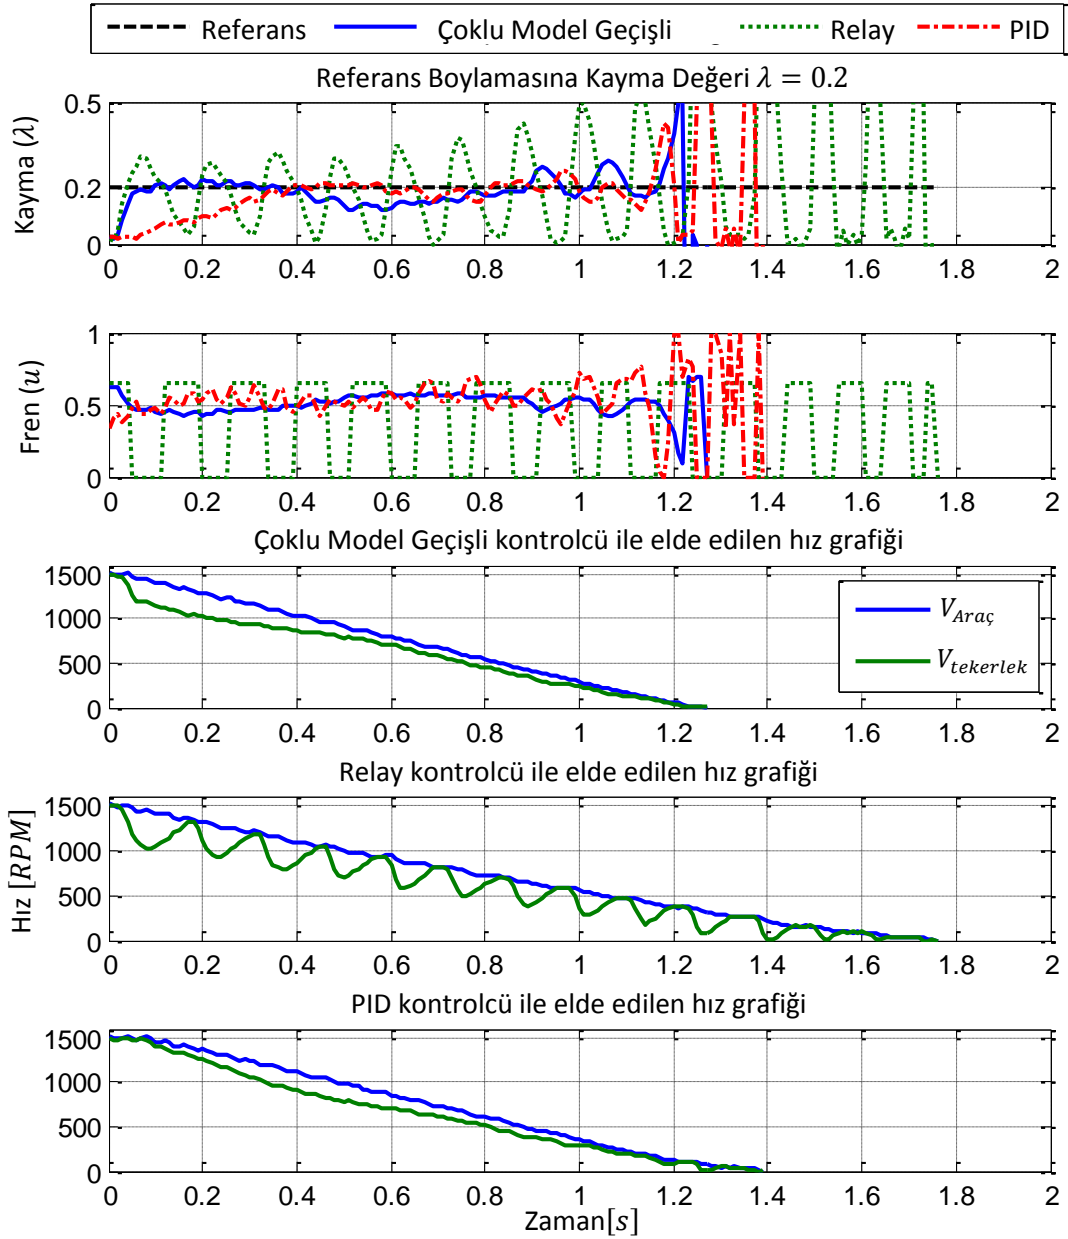 Referans Çoklu Model Geçişli Relay PID
Referans Boylamasına Kayma Değeri λ = 0.2
Kayma (λ)
0.5
0.2
0
0 0.2 0.4 0.6 0.8 1 1.2 1.4 1.6 1.8 2
Fren (u)
1
0.5
0
0 0.2 0.4 0.6 0.8 1 1.2 1.4 1.6 1.8 2
Çoklu Model Geçişli kontrolcü ile elde edilen hız grafiği
1500
1000
500
0
V_Araç
V_tekerlek
0 0.2 0.4 0.6 0.8 1 1.2 1.4 1.6 1.8 2
Relay kontrolcü ile elde edilen hız grafiği
Hız [RPM]
1500
1000
500
0
0 0.2 0.4 0.6 0.8 1 1.2 1.4 1.6 1.8 2
PID kontrolcü ile elde edilen hız grafiği
1500
1000
500
0
0 0.2 0.4 0.6 0.8 1 1.2 1.4 1.6 1.8 2
Zaman[s]